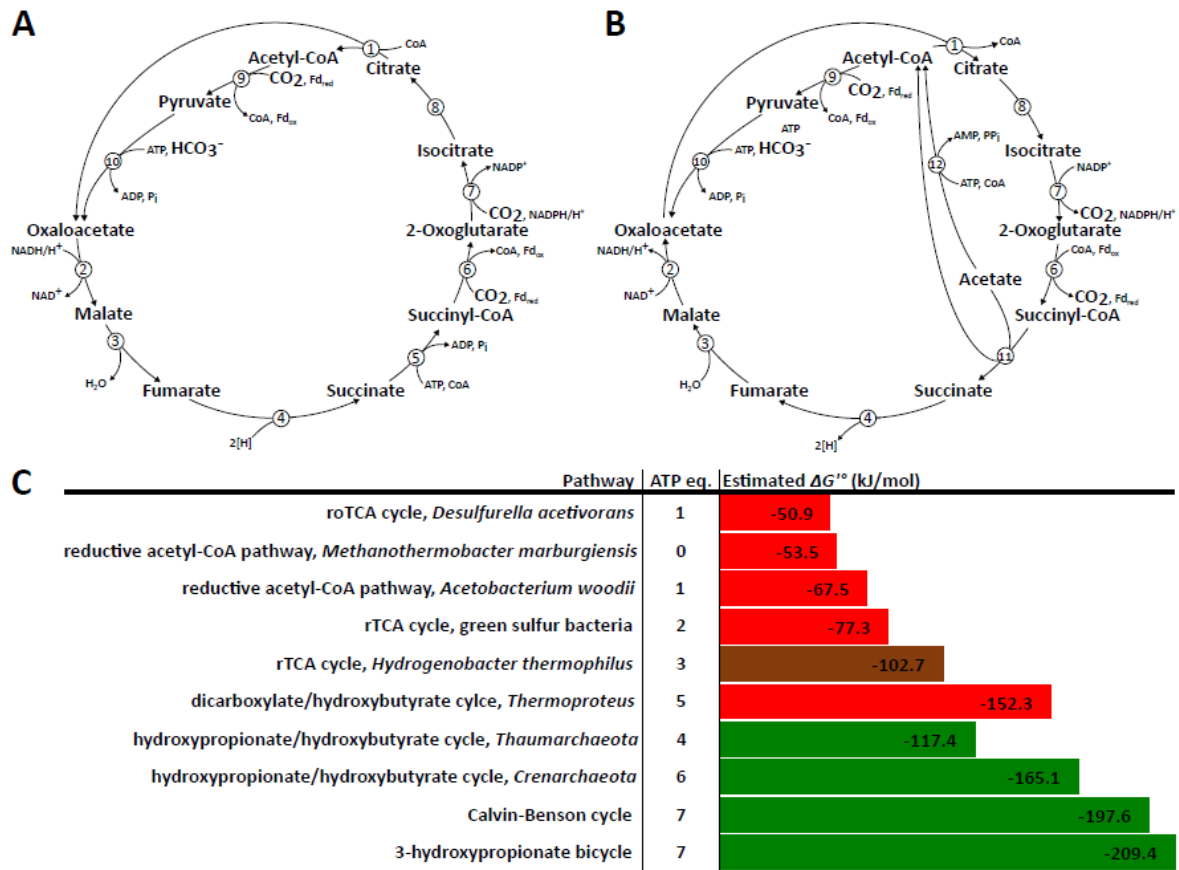 A
1
CoA
Acetyl-CoA
Citrate
9
CO2, Fdred
Pyruvate
CoA, Fdox
8
10
ATP, HCO3−
Isocitrate
ADP, Pi
7
NADP+
CO2, NADPH/H+
Oxaloacetate
2-Oxoglutarate
NADH/H+
2
6
CoA, Fdox
NAD+
CO2, Fdred
Malate
Succinyl-CoA
3
5
ADP, Pi
H2O
ATP, CoA
Fumarate
Succinate
4
2[H]
B
1
CoA
Acetyl-CoA
Citrate
9
CO2, Fdred
Pyruvate
CoA, Fdox
8
ATP
10
ATP, HCO3−
AMP, PPi
Isocitrate
12
ADP, Pi
ATP, CoA
7
NADP+
CO2, NADPH/H+
Oxaloacetate
2-Oxoglutarate
NADH/H+
2
6
CoA, Fdox
NAD+
Acetate
CO2, Fdred
Malate
Succinyl-CoA
3
11
H2O
Fumarate
Succinate
4
2[H]
C
Pathway ATP eq. Estimated ΔG'° (kJ/mol)
roTCA cycle, Desulfurella acetivorans 1 -50.9
reductive acetyl-CoA pathway, Methanothermobacter marburgiensis 0 -53.5
reductive acetyl-CoA pathway, Acetobacterium woodii 1 -67.5
rTCA cycle, green sulfur bacteria 2 -77.3
rTCA cycle, Hydrogenobacter thermophilus 3 -102.7
dicarboxylate/hydroxybutyrate cylce, Thermoproteus 5 -152.3
hydroxypropionate/hydroxybutyrate cycle, Thaumarchaeota 4 -117.4
hydroxypropionate/hydroxybutyrate cycle, Crenarchaeota 6 -165.1
Calvin-Benson cycle 7 -197.6
3-hydroxypropionate bicycle 7 -209.4